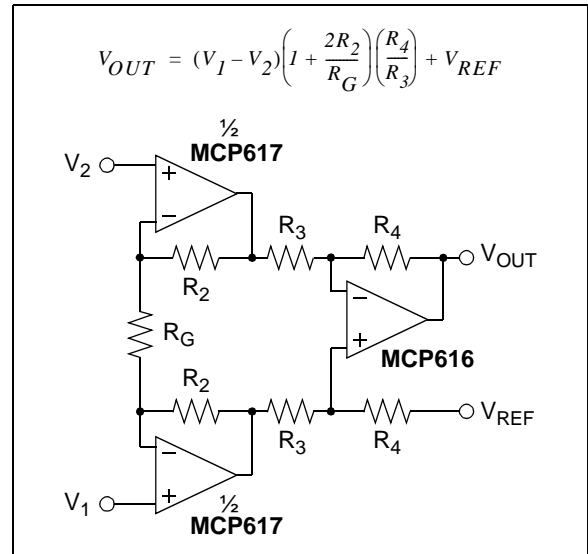 V_OUT = (V_1 – V_2)(1 + 2R_2/R_G)(R_4/R_3) + V_REF
½
MCP617
V_2
+
−
R_3
R_4
V_OUT
R_2
−
+
R_G
MCP616
R_2
R_3
R_4
V_REF
−
+
V_1
½
MCP617